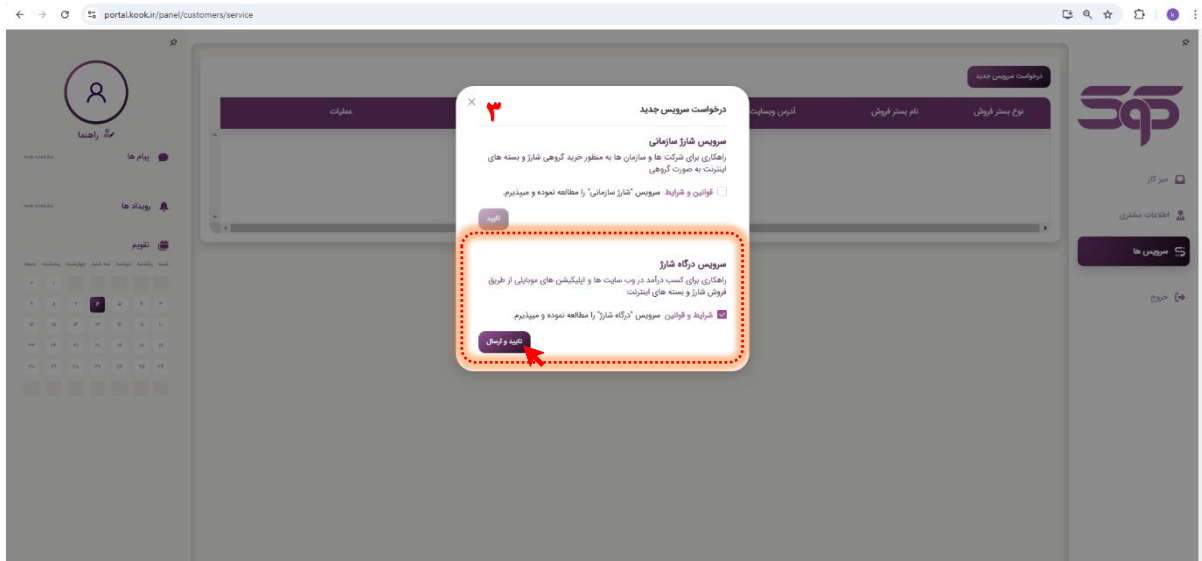 portal.kook.ir/panel/customers/service
k
کوک
میز کار
اطلاعات مشتری
سرویس ها
خروج
درخواست سرویس جدید
نوع بستر فروش
نام بستر فروش
آدرس وبسایت
عملیات
درخواست سرویس جدید
۳
سرویس شارژ سازمانی
راهکاری برای شرکت ها و سازمان ها به منظور خرید گروهی شارژ و بسته های
اینترنت به صورت گروهی
قوانین و شرایط سرویس "شارژ سازمانی" را مطالعه نموده و میپذیرم.
تایید
سرویس درگاه شارژ
راهکاری برای کسب درآمد در وب سایت ها و اپلیکیشن های موبایلی از طریق
فروش شارژ و بسته های اینترنت
شرایط و قوانین سرویس "درگاه شارژ" را مطالعه نموده و میپذیرم.
تایید و ارسال
راهنما
پیام ها
مشاهده همه
رویداد ها
مشاهده همه
تقویم